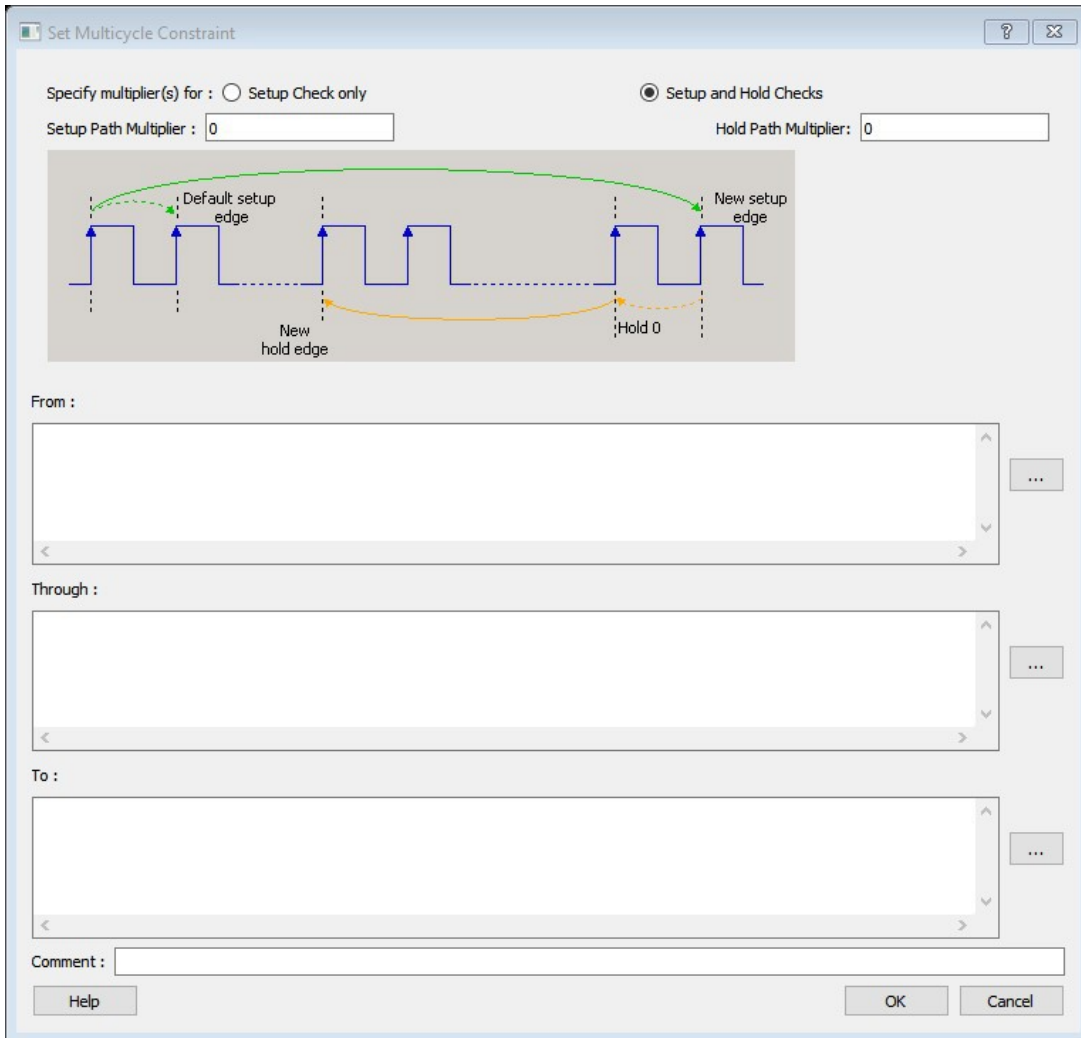 Set Multicycle Constraint
Specify multiplier(s) for : Setup Check only Setup and Hold Checks
Setup Path Multiplier : 0 Hold Path Multiplier: 0
Default setup
edge
New setup
edge
New
hold edge
Hold 0
From :
...
Through :
...
To :
...
Comment :
Help OK Cancel